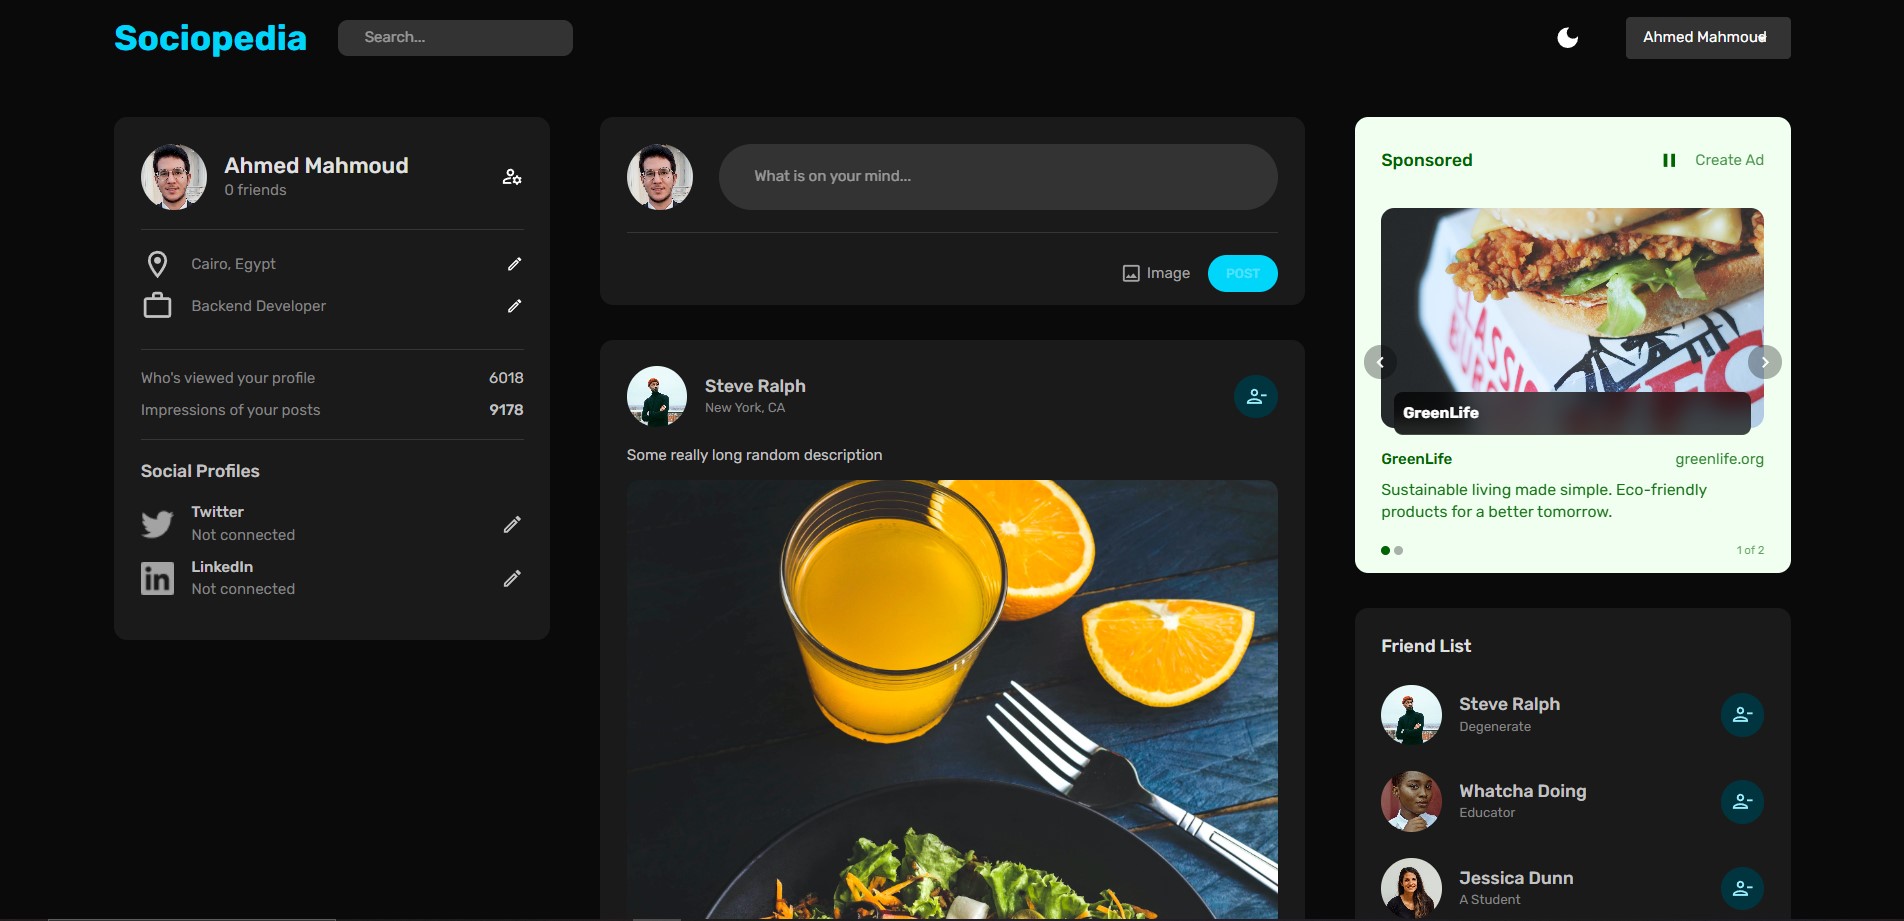 Sociopedia
Search...
Ahmed Mahmoud
Ahmed Mahmoud
0 friends
Cairo, Egypt
Backend Developer
Who's viewed your profile 6018
Impressions of your posts 9178
Social Profiles
Twitter
Not connected
LinkedIn
Not connected
What is on your mind...
Image POST
Steve Ralph
New York, CA
Some really long random description
Sponsored Create Ad
GreenLife
GreenLife greenlife.org
Sustainable living made simple. Eco-friendly
products for a better tomorrow.
1 of 2
Friend List
Steve Ralph
Degenerate
Whatcha Doing
Educator
Jessica Dunn
A Student